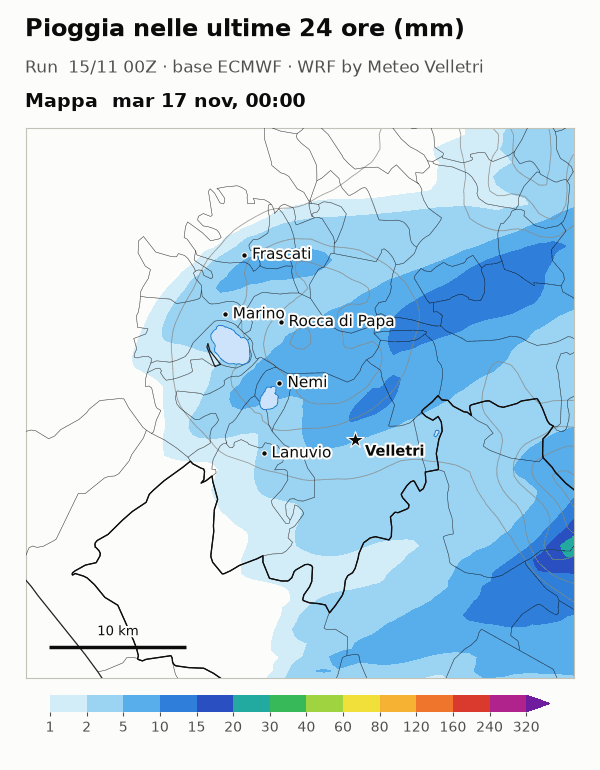 Pioggia nelle ultime 24 ore (mm)
Run 15/11 00Z · base ECMWF · WRF by Meteo Velletri
Mappa mar 17 nov, 00:00
Frascati
Marino
Rocca di Papa
Nemi
Velletri
Lanuvio
10 km
1 2 5 10 15 20 30 40 60 80 120 160 240 320